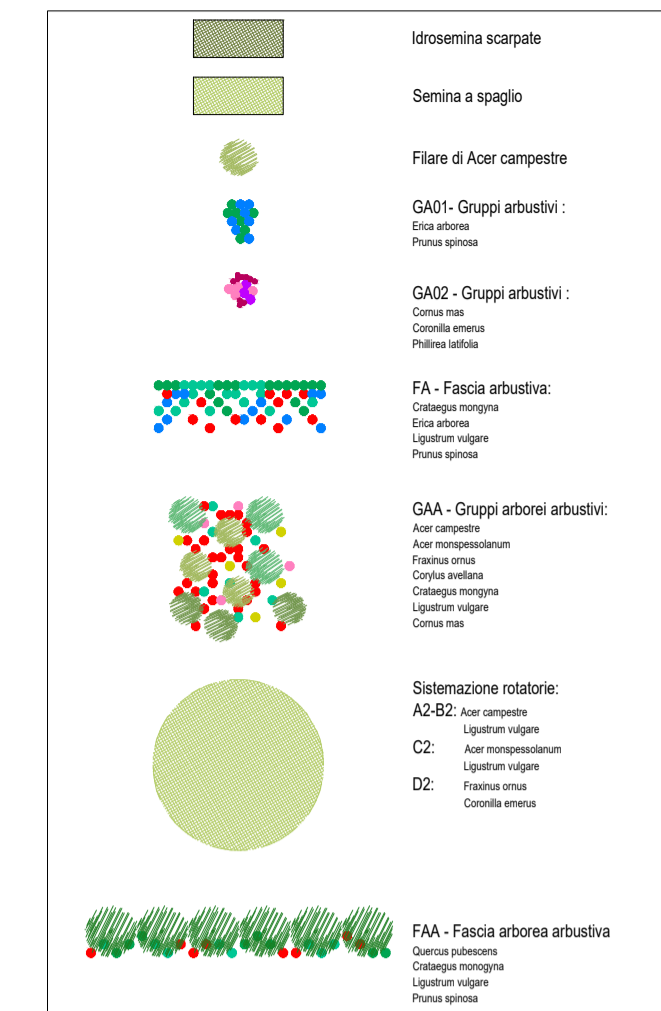 Idrosemina scarpate
Semina a spaglio
Filare di Acer campestre
GA01- Gruppi arbustivi :
Erica arborea
Prunus spinosa
GA02 - Gruppi arbustivi :
Cornus mas
Coronilla emerus
Phillirea latifolia
FA - Fascia arbustiva:
Crataegus mongyna
Erica arborea
Ligustrum vulgare
Prunus spinosa
GAA - Gruppi arborei arbustivi:
Acer campestre
Acer monspessolanum
Fraxinus ornus
Corylus avellana
Crataegus mongyna
Ligustrum vulgare
Cornus mas
Sistemazione rotatorie:
A2-B2: Acer campestre
Ligustrum vulgare
C2: Acer monspessolanum
Ligustrum vulgare
D2: Fraxinus ornus
Coronilla emerus
FAA - Fascia arborea arbustiva
Quercus pubescens
Crataegus monogyna
Ligustrum vulgare
Prunus spinosa